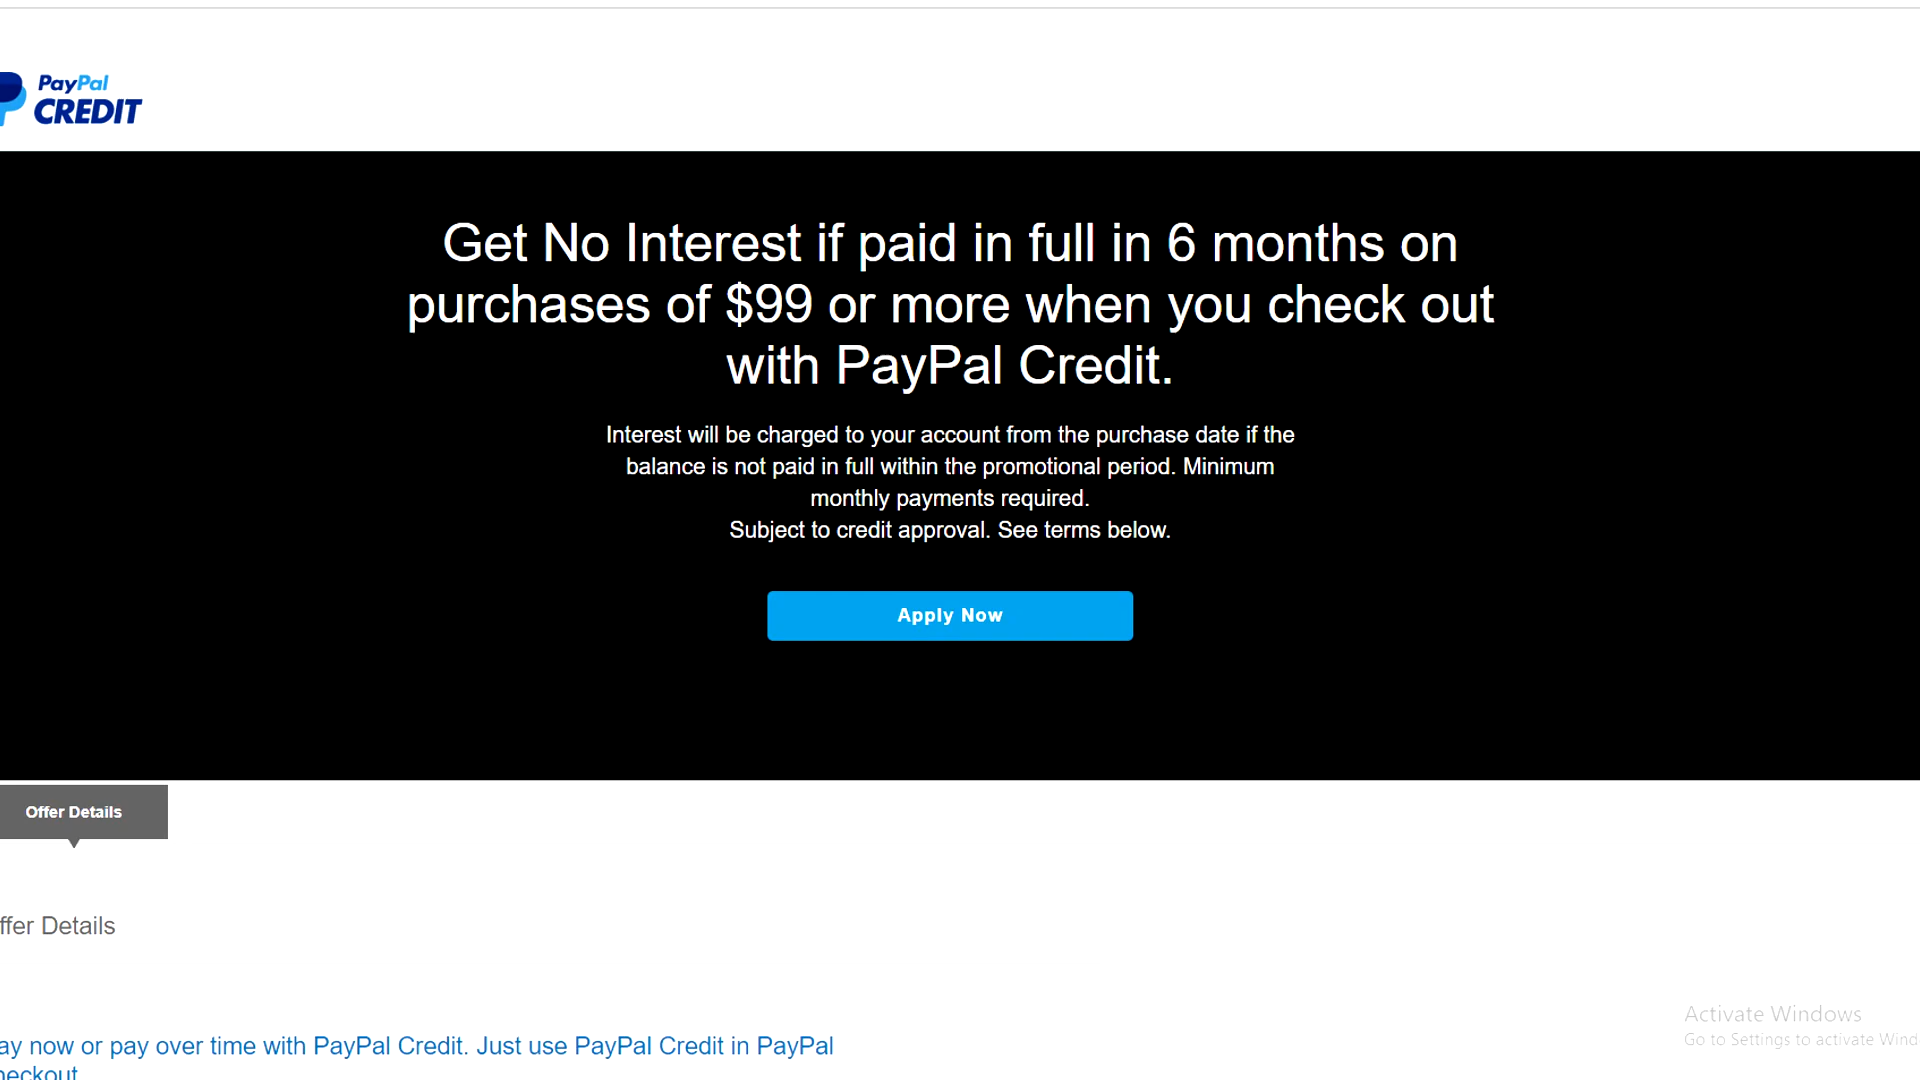 PayPal
CREDIT
Get No Interest if paid in full in 6 months on
purchases of $99 or more when you check out
with PayPal Credit.
Interest will be charged to your account from the purchase date if the
balance is not paid in full within the promotional period. Minimum
monthly payments required.
Subject to credit approval. See terms below.
Apply Now
Offer Details
ffer Details
ay now or pay over time with PayPal Credit. Just use PayPal Credit in PayPal
heckout
Activate Windows
Go to Settings to activate Wind